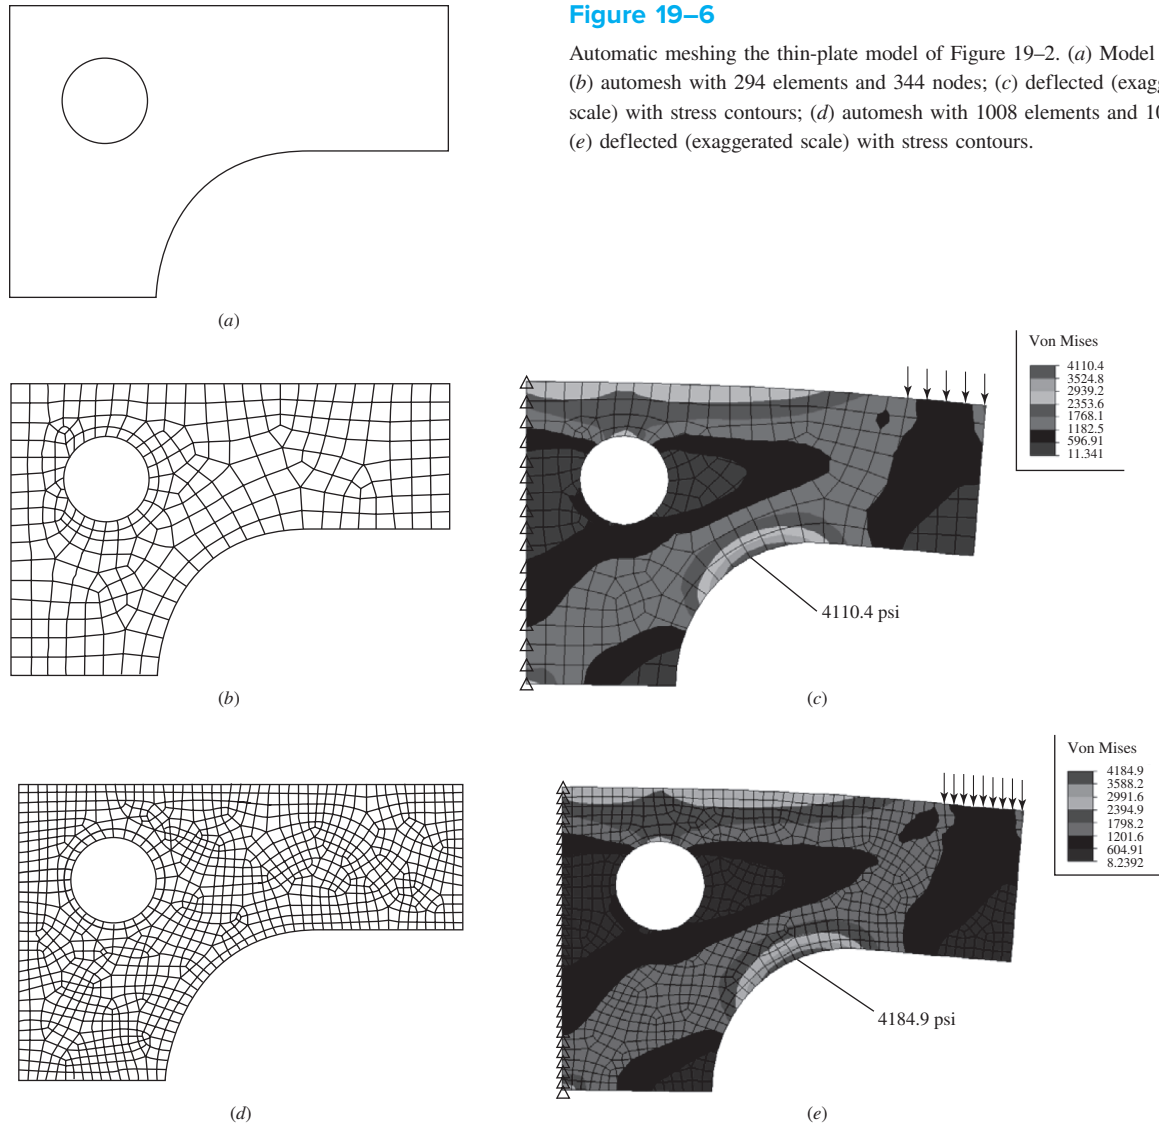 Figure 19–6
Automatic meshing the thin-plate model of Figure 19–2. (a) Model
(b) automesh with 294 elements and 344 nodes; (c) deflected (exagg
scale) with stress contours; (d) automesh with 1008 elements and 10
(e) deflected (exaggerated scale) with stress contours.
(a)
Von Mises
4110.4
3524.8
2939.2
2353.6
1768.1
1182.5
596.91
11.341
4110.4 psi
(b)
(c)
Von Mises
4184.9
3588.2
2991.6
2394.9
1798.2
1201.6
604.91
8.2392
4184.9 psi
(d)
(e)